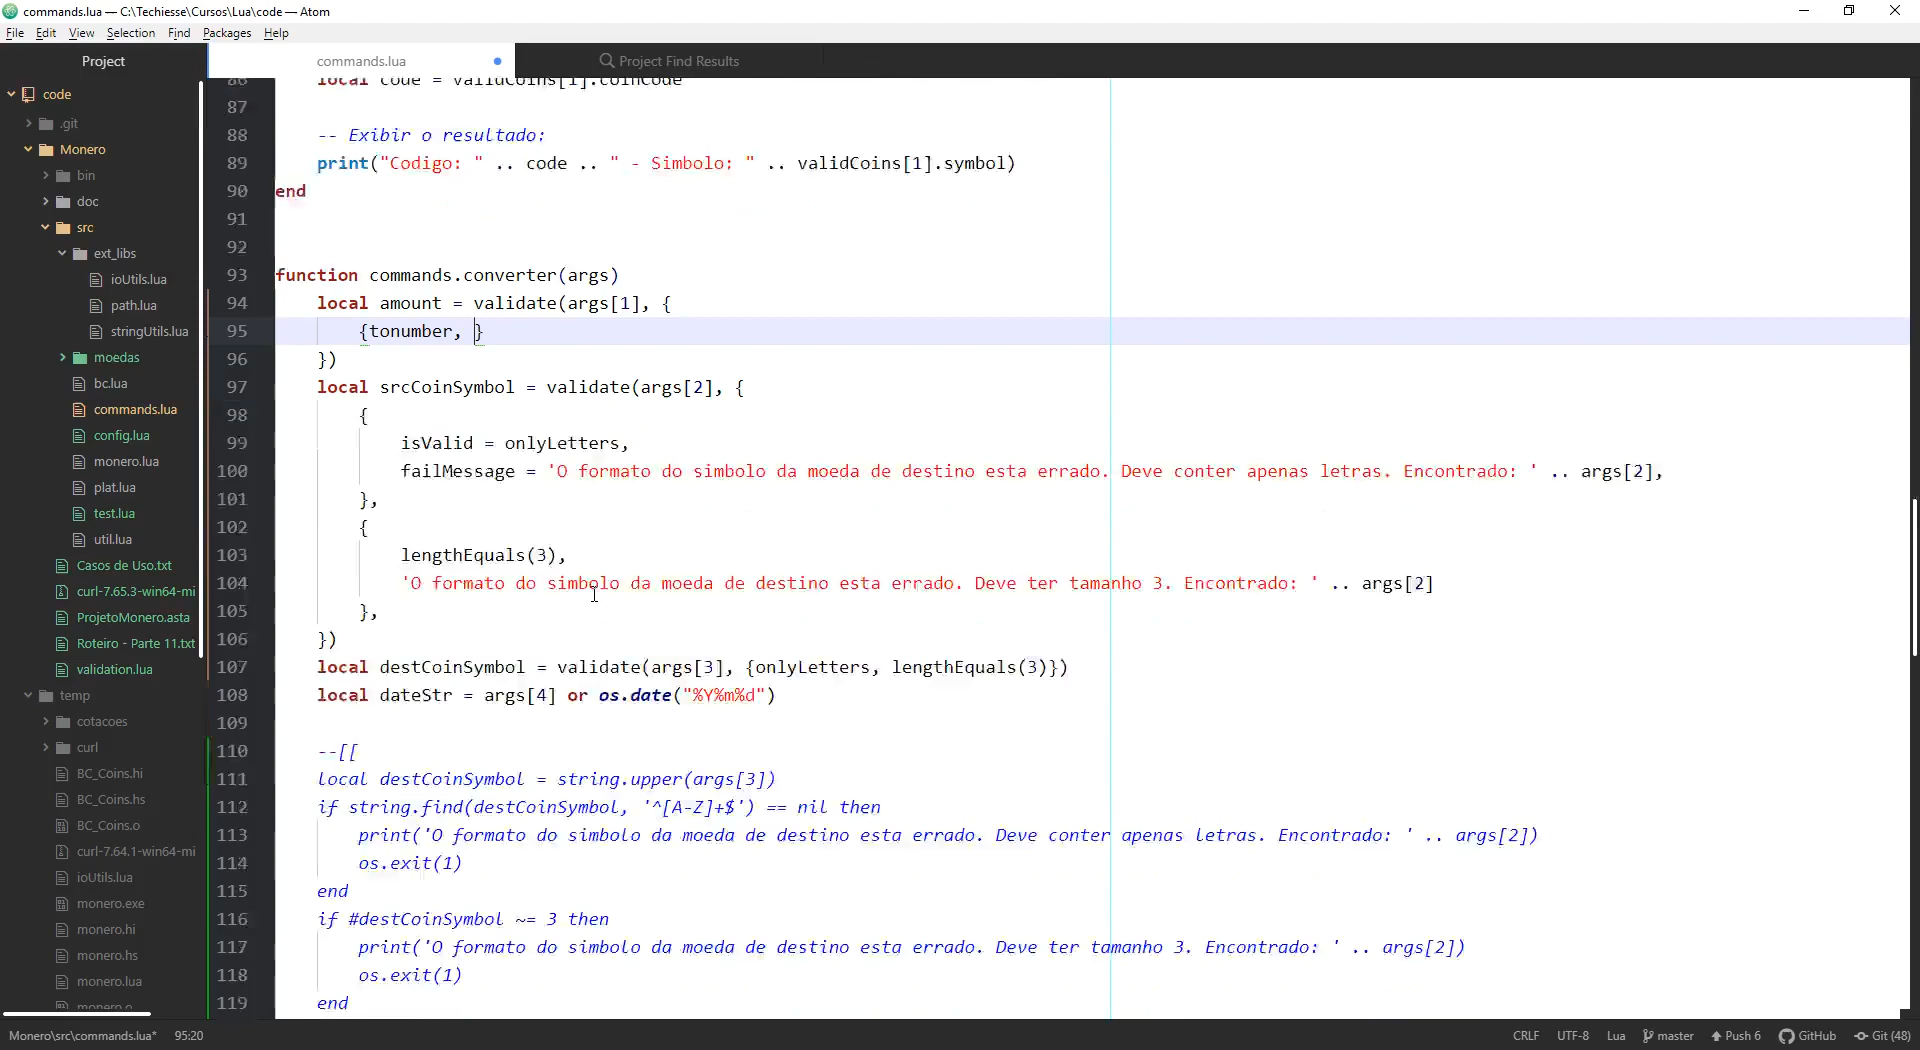 commands.lua — C:\Techiesse\Cursos\Lua\code — Atom
File Edit View Selection Find Packages Help
Project
code
.git
Monero
bin
doc
src
ext_libs
ioUtils.lua
path.lua
stringUtils.lua
moedas
bc.lua
commands.lua
config.lua
monero.lua
plat.lua
test.lua
util.lua
Casos de Uso.txt
curl-7.65.3-win64-mi
ProjetoMonero.asta
Roteiro - Parte 11.txt
validation.lua
temp
cotacoes
curl
BC_Coins.hi
BC_Coins.hs
BC_Coins.o
curl-7.64.1-win64-mi
ioUtils.lua
monero.exe
monero.hi
monero.hs
monero.lua
monero.o
commands.lua
Project Find Results
86 local code = validCoins[1].coinCode
87
88 -- Exibir o resultado:
89 print("Codigo: " .. code .. " - Simbolo: " .. validCoins[1].symbol)
90 end
91
92
93 function commands.converter(args)
94 local amount = validate(args[1], {
95 {tonumber, }
96 })
97 local srcCoinSymbol = validate(args[2], {
98 {
99 isValid = onlyLetters,
100 failMessage = 'O formato do simbolo da moeda de destino esta errado. Deve conter apenas letras. Encontrado: ' .. args[2],
101 },
102 {
103 lengthEquals(3),
104 'O formato do simbolo da moeda de destino esta errado. Deve ter tamanho 3. Encontrado: ' .. args[2]
105 },
106 })
107 local destCoinSymbol = validate(args[3], {onlyLetters, lengthEquals(3)})
108 local dateStr = args[4] or os.date("%Y%m%d")
109
110 --[[
111 local destCoinSymbol = string.upper(args[3])
112 if string.find(destCoinSymbol, '^[A-Z]+$') == nil then
113 print('O formato do simbolo da moeda de destino esta errado. Deve conter apenas letras. Encontrado: ' .. args[2])
114 os.exit(1)
115 end
116 if #destCoinSymbol ~= 3 then
117 print('O formato do simbolo da moeda de destino esta errado. Deve ter tamanho 3. Encontrado: ' .. args[2])
118 os.exit(1)
119 end
Monero\src\commands.lua* 95:20
CRLF UTF-8 Lua master Push 6 GitHub Git (48)